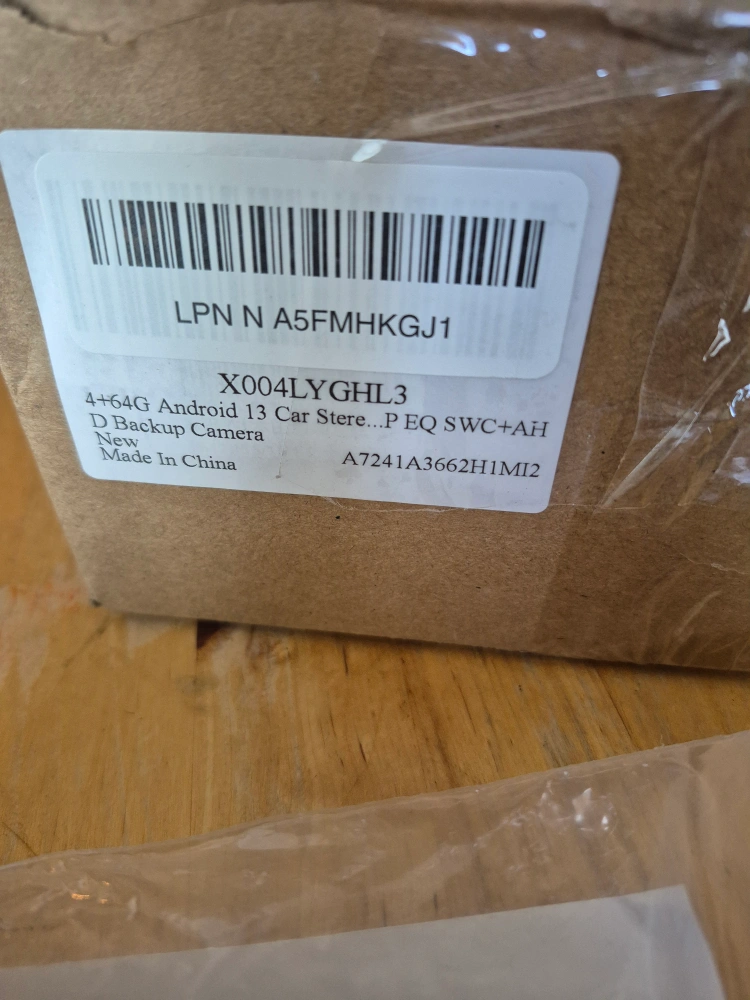 LPN N A5FMHKGJ1
X004LYGHL3
4+64G Android 13 Car Stere...P EQ SWC+AH
D Backup Camera
New
Made In China A7241A3662H1MI2